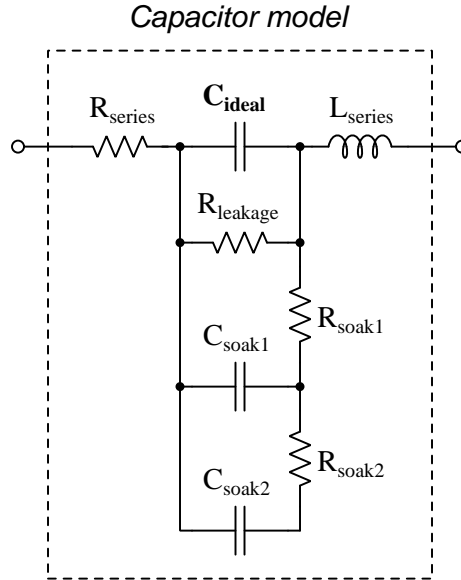 Capacitor model
R_series
C_ideal
L_series
R_leakage
R_soak1
C_soak1
R_soak2
C_soak2